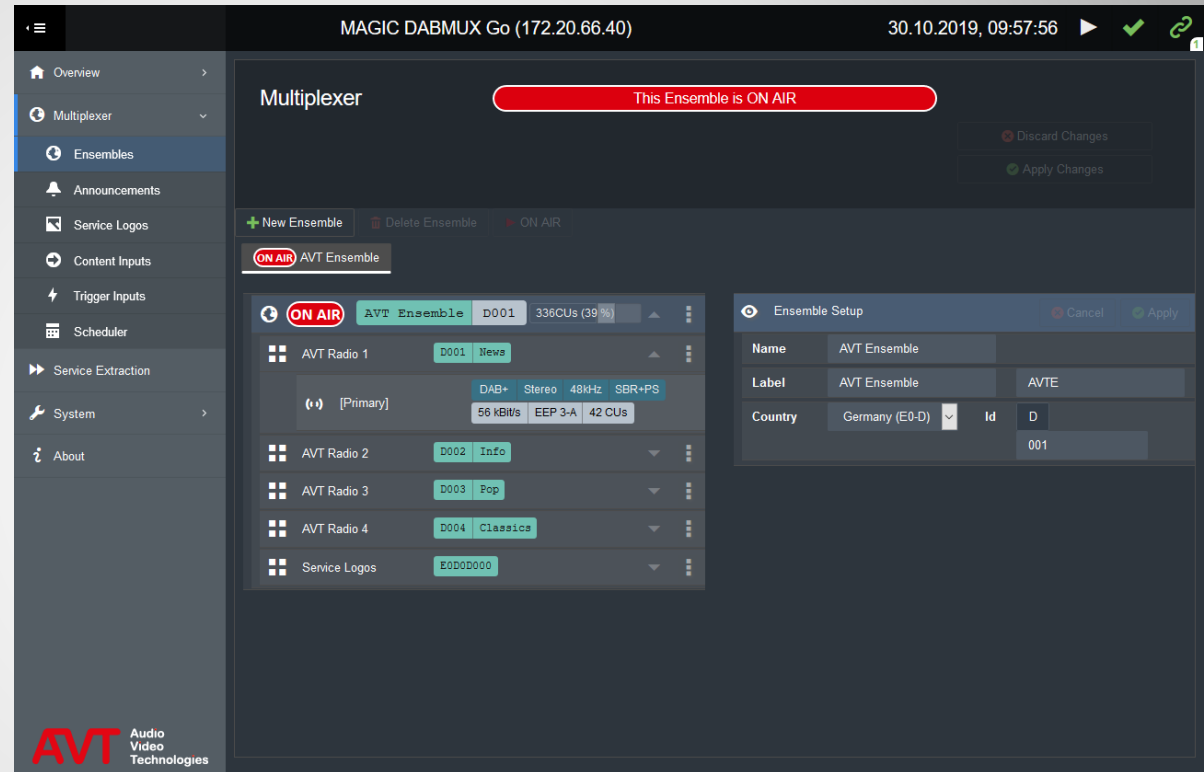 MAGIC DABMUX Go (172.20.66.40)
30.10.2019, 09:57:56
1
Overview
Multiplexer
Ensembles
Announcements
Service Logos
Content Inputs
Trigger Inputs
Scheduler
Service Extraction
System
About
AVT Audio
Video
Technologies
Multiplexer
This Ensemble is ON AIR
Discard Changes
Apply Changes
New Ensemble Delete Ensemble ON AIR
ON AIR AVT Ensemble
ON AIR AVT Ensemble D001 336CUs (39 %)
AVT Radio 1 D001 News
[Primary] DAB+ Stereo 48kHz SBR+PS
56 kBit/s EEP 3-A 42 CUs
AVT Radio 2 D002 Info
AVT Radio 3 D003 Pop
AVT Radio 4 D004 Classics
Service Logos E0D0D000
Ensemble Setup Cancel Apply
Name AVT Ensemble
Label AVT Ensemble AVTE
Country Germany (E0-D) Id D
001